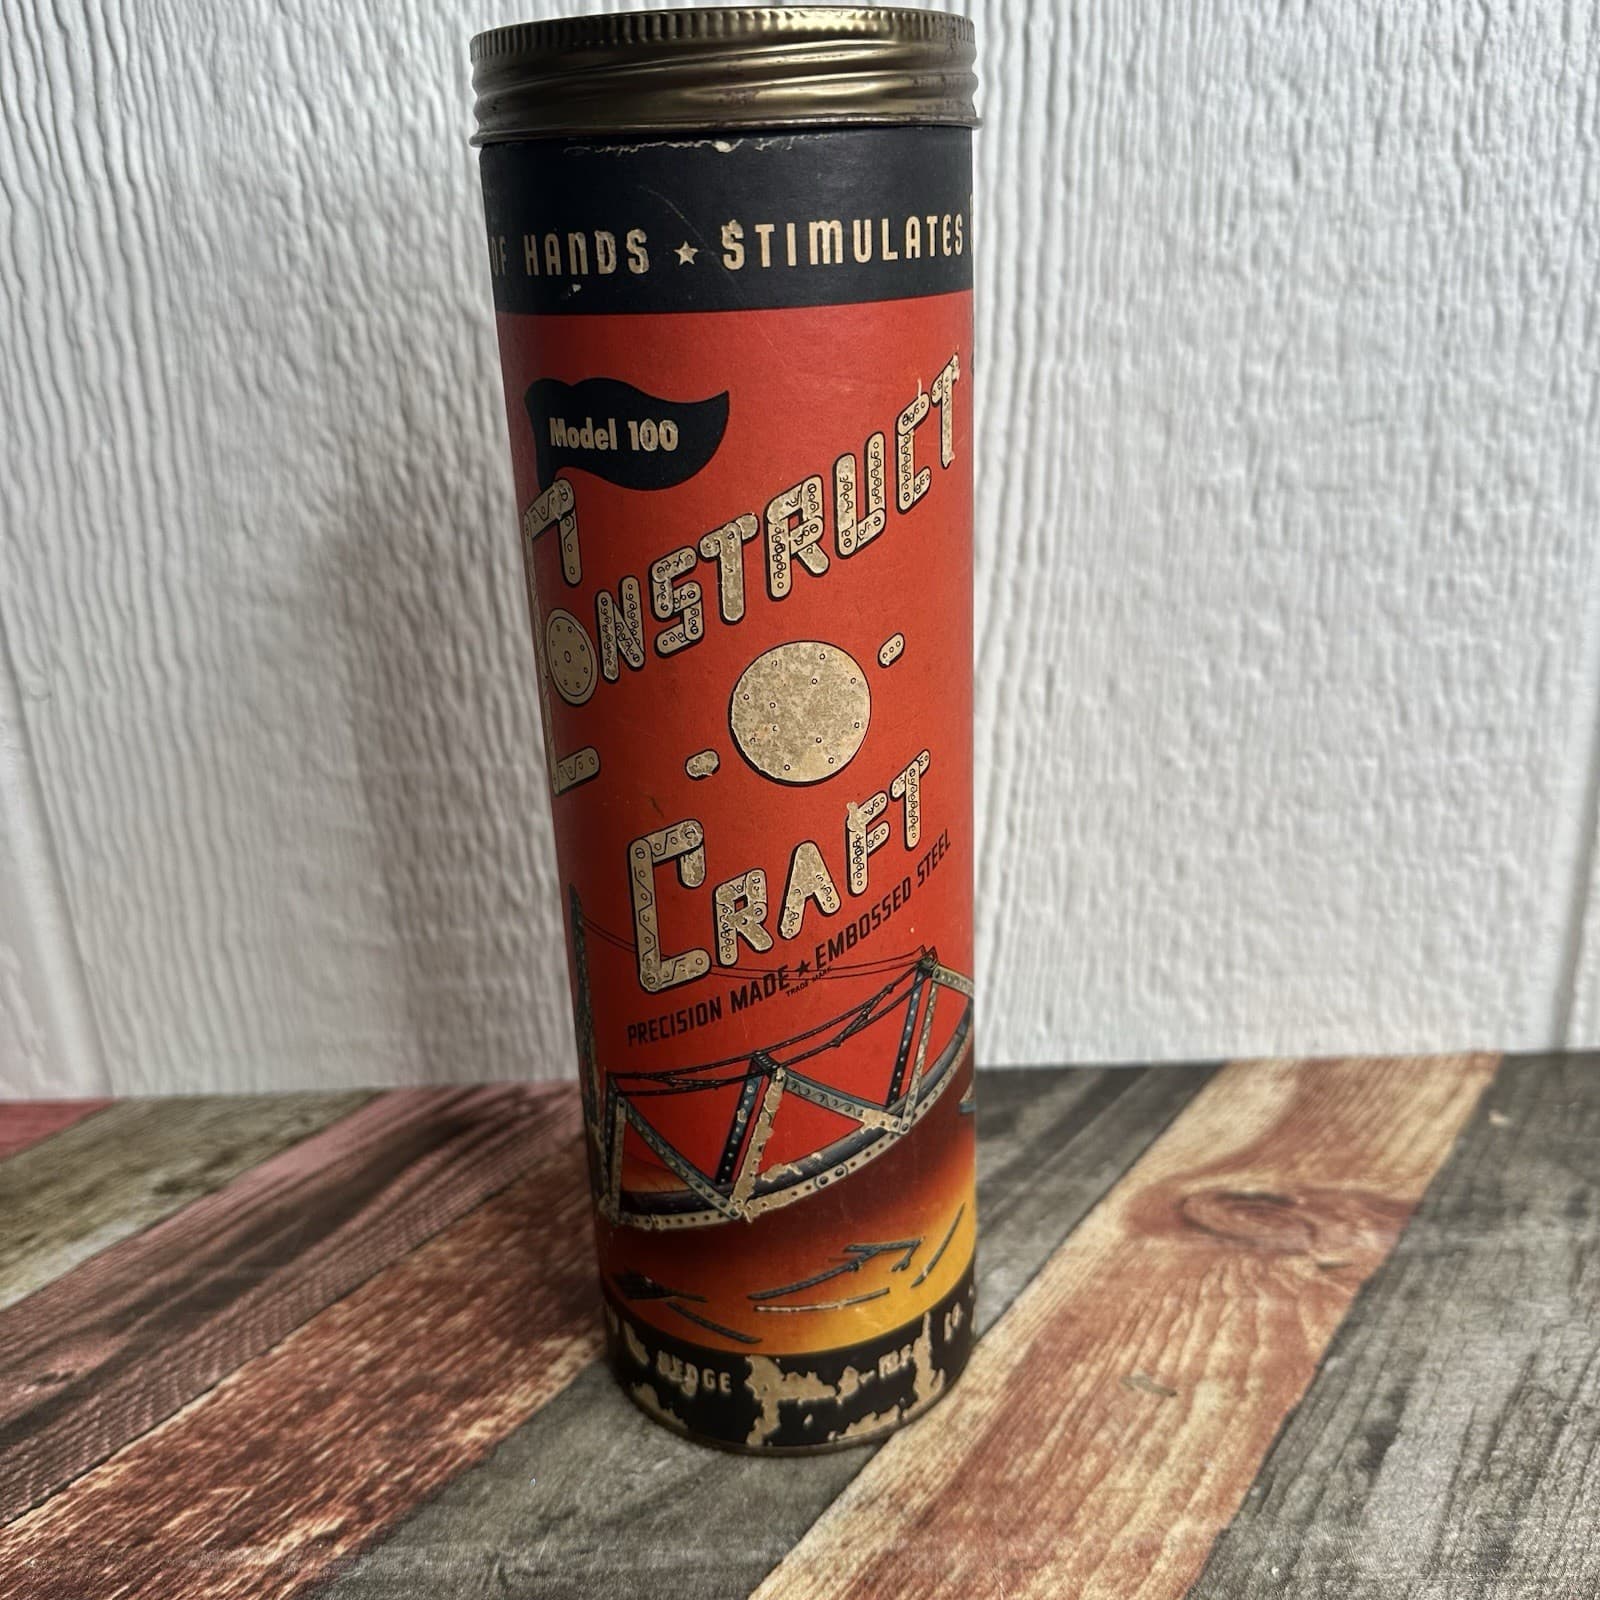 OF HANDS ★ STIMULATES
Model 100
CONSTRUCT
-O-
CRAFT
PRECISION MADE ★ EMBOSSED STEEL
TRADE MARK